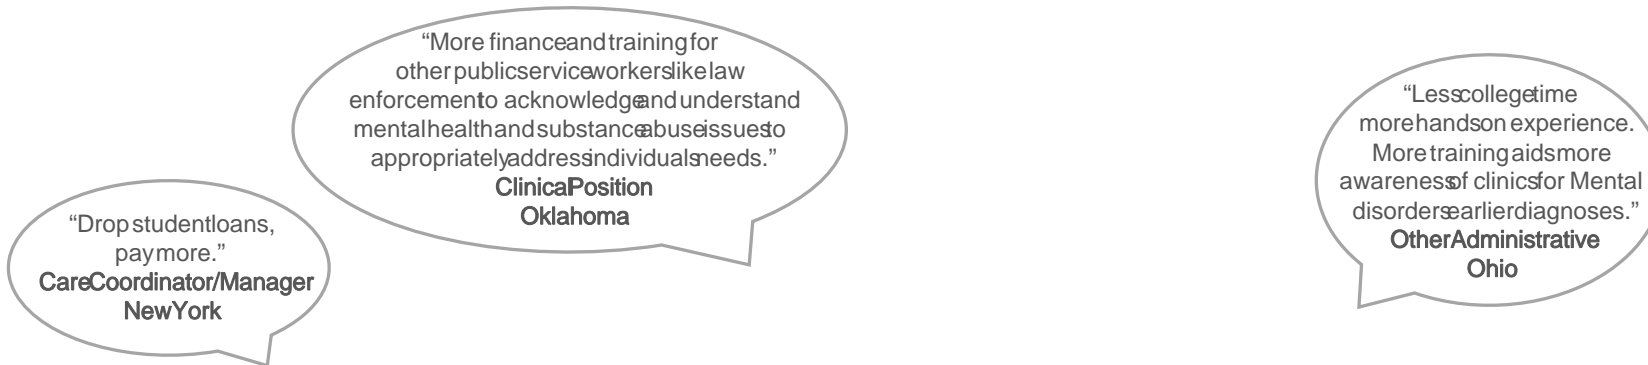 “Drop student loans,
pay more.”
Care Coordinator/Manager
New York
“More finance and training for
other public service workers like law
enforcement to acknowledge and understand
mental health and substance abuse issues to
appropriately address individuals needs.”
Clinical Position
Oklahoma
“Less college time
more hands on experience.
More training aids more
awareness of clinics for Mental
disorders earlier diagnoses.”
Other Administrative
Ohio